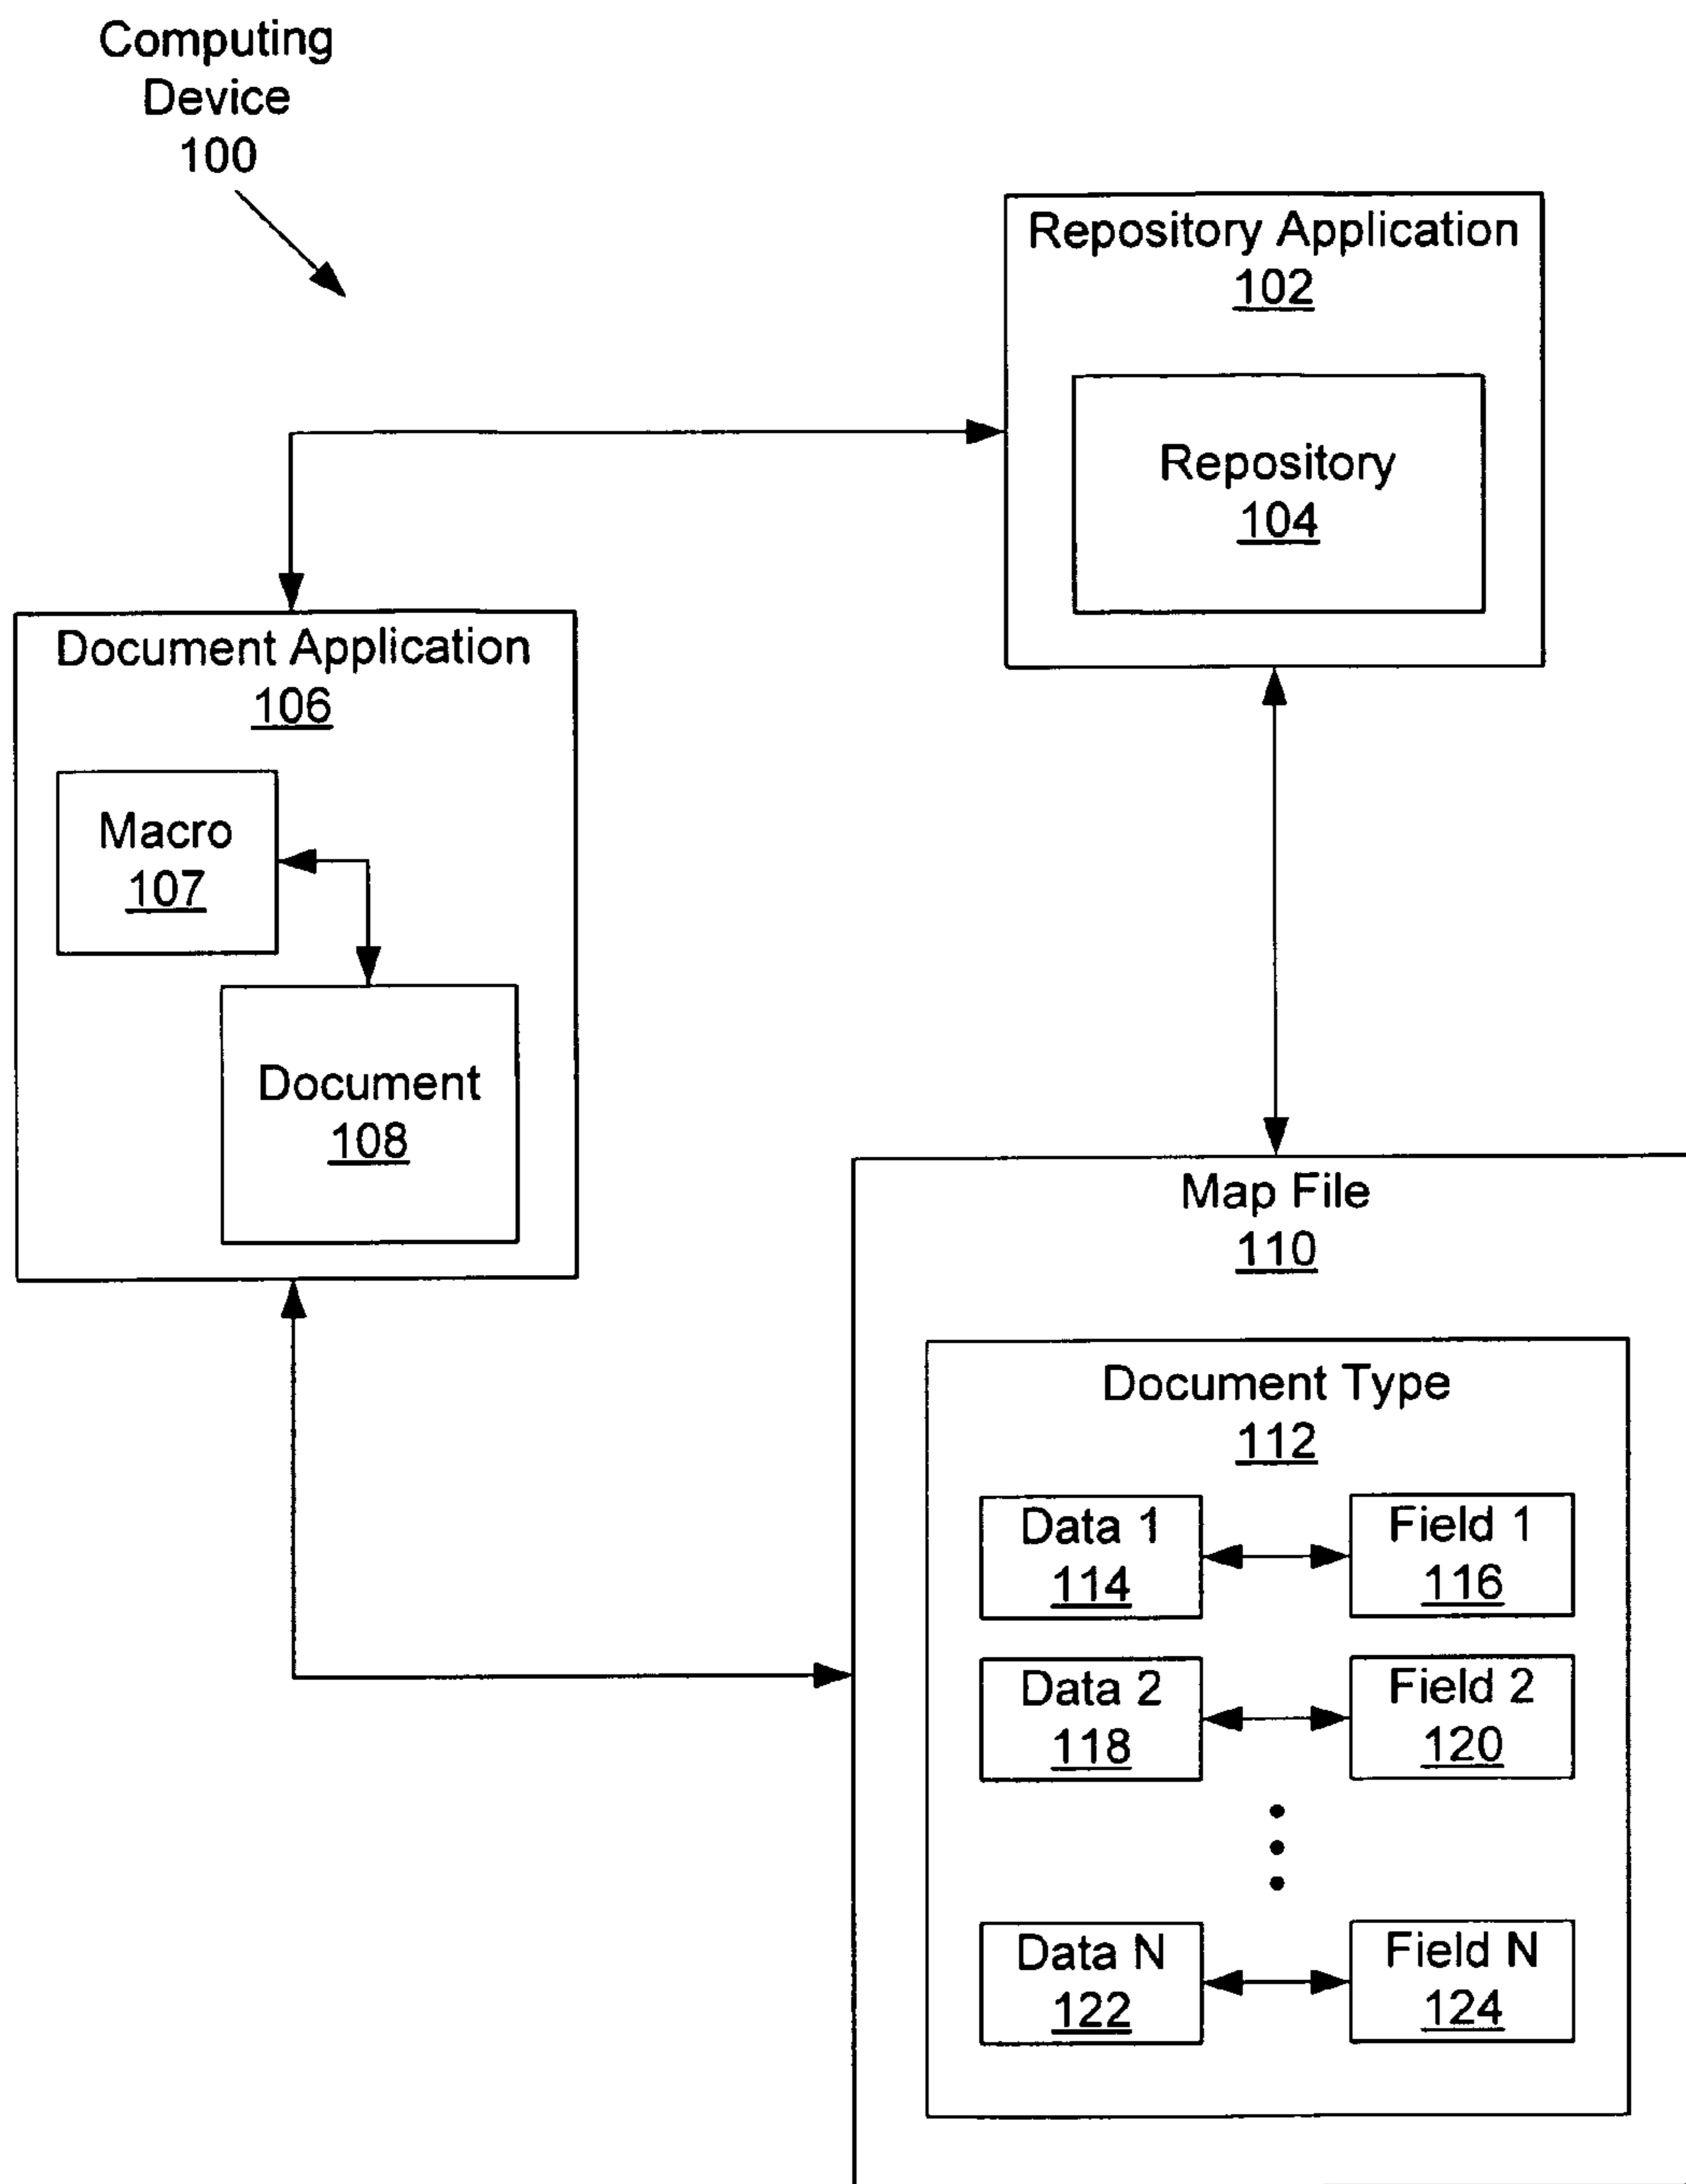 Computing
Device
100
Repository Application
102
Repository
104
Document Application
106
Macro
107
Document
108
Map File
110
Document Type
112
Data 1
114
Field 1
116
Data 2
118
Field 2
120
Data N
122
Field N
124